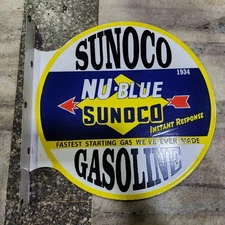 SUNOCO
1934
NU-BLUE
SUNOCO
INSTANT RESPONSE
FASTEST STARTING GAS WE'VE EVER MADE
GASOLINE